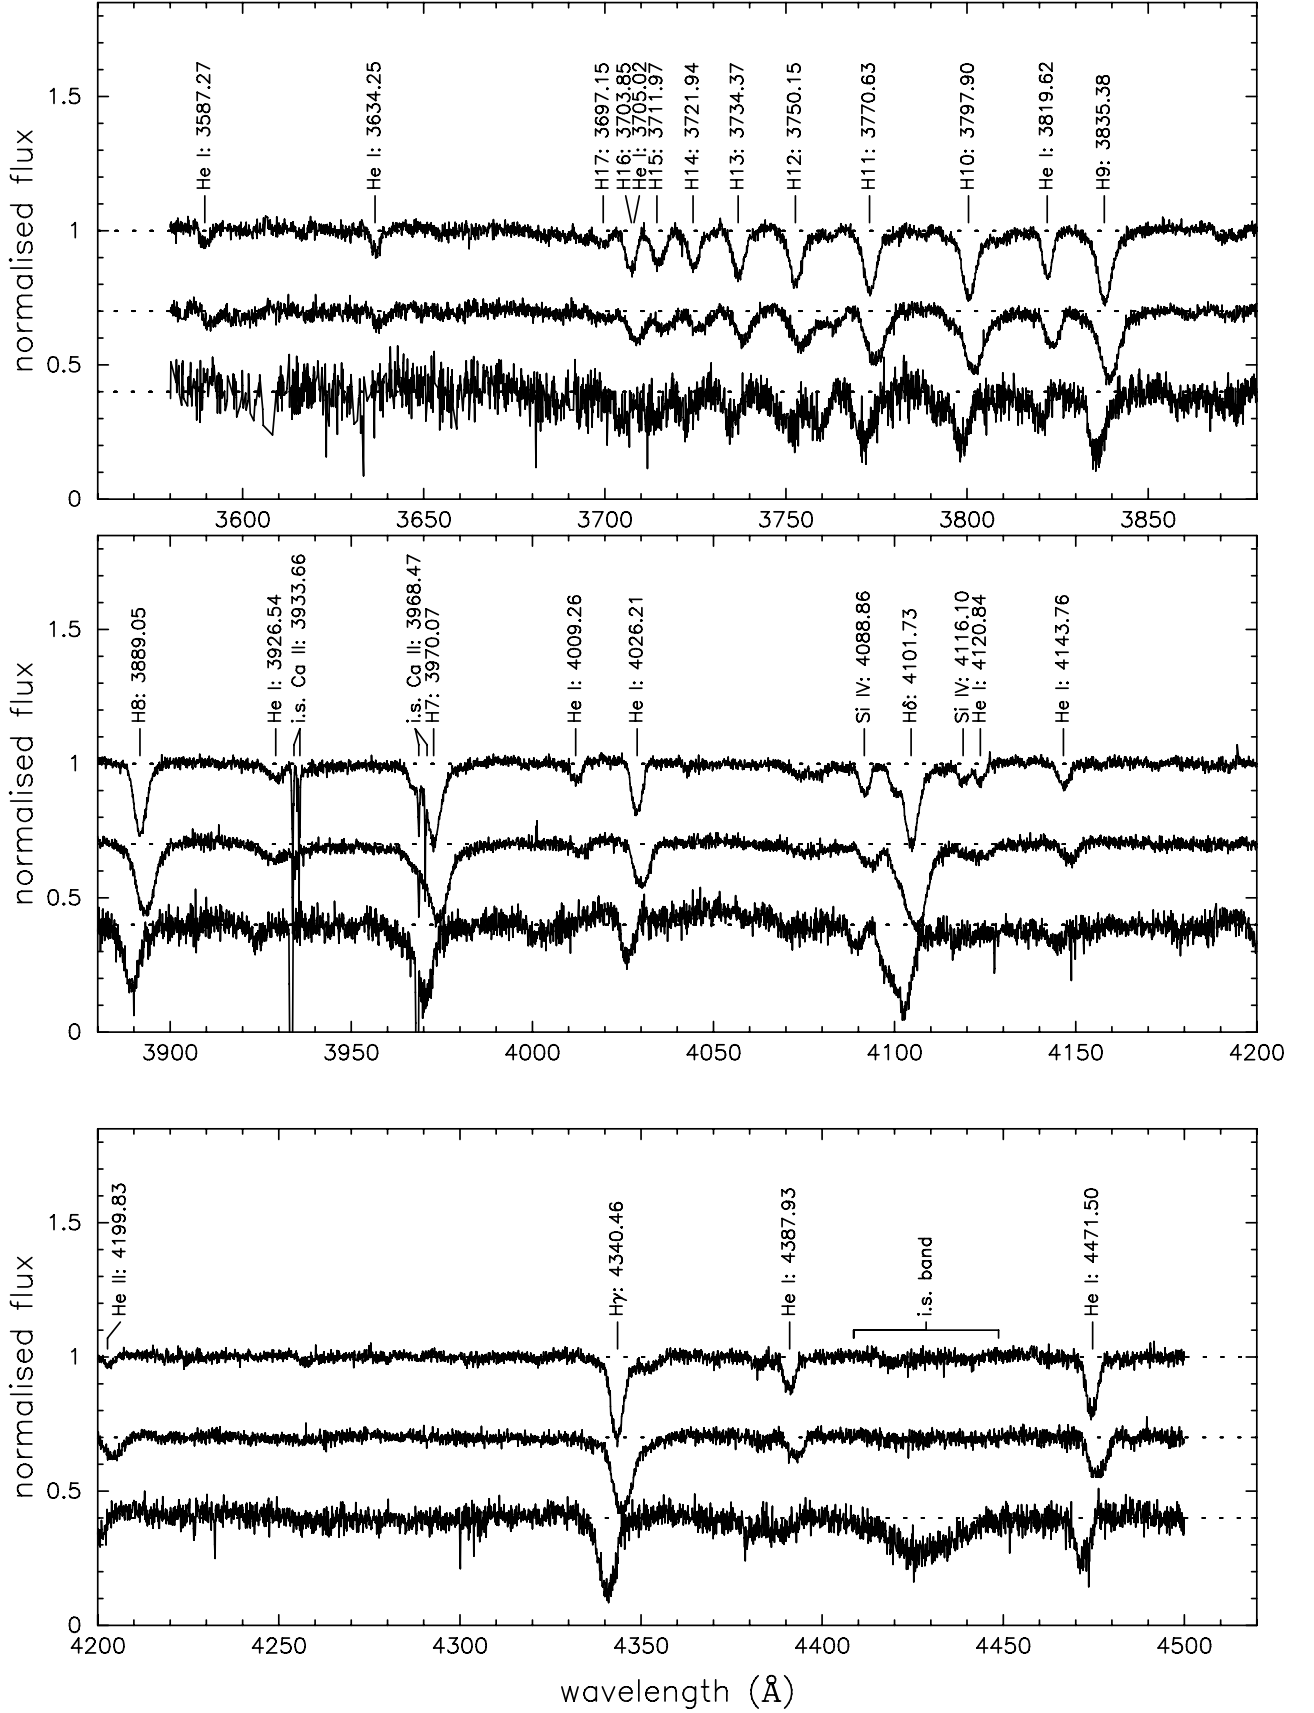 He I: 3587.27
He I: 3634.25
H17: 3697.15
H16: 3703.85
He I: 3705.02
H15: 3711.97
H14: 3721.94
H13: 3734.37
H12: 3750.15
H11: 3770.63
H10: 3797.90
He I: 3819.62
H9: 3835.38
normalised flux
1.5
1
0.5
0
3600
3650
3700
3750
3800
3850
H8: 3889.05
He I: 3926.54
i.s. Ca II: 3933.66
i.s. Ca II: 3968.47
H7: 3970.07
He I: 4009.26
He I: 4026.21
Si IV: 4088.86
Hδ: 4101.73
Si IV: 4116.10
He I: 4120.84
He I: 4143.76
normalised flux
1.5
1
0.5
0
3900
3950
4000
4050
4100
4150
4200
He II: 4199.83
Hγ: 4340.46
He I: 4387.93
i.s. band
He I: 4471.50
normalised flux
1.5
1
0.5
0
4200
4250
4300
4350
4400
4450
4500
wavelength (Å)